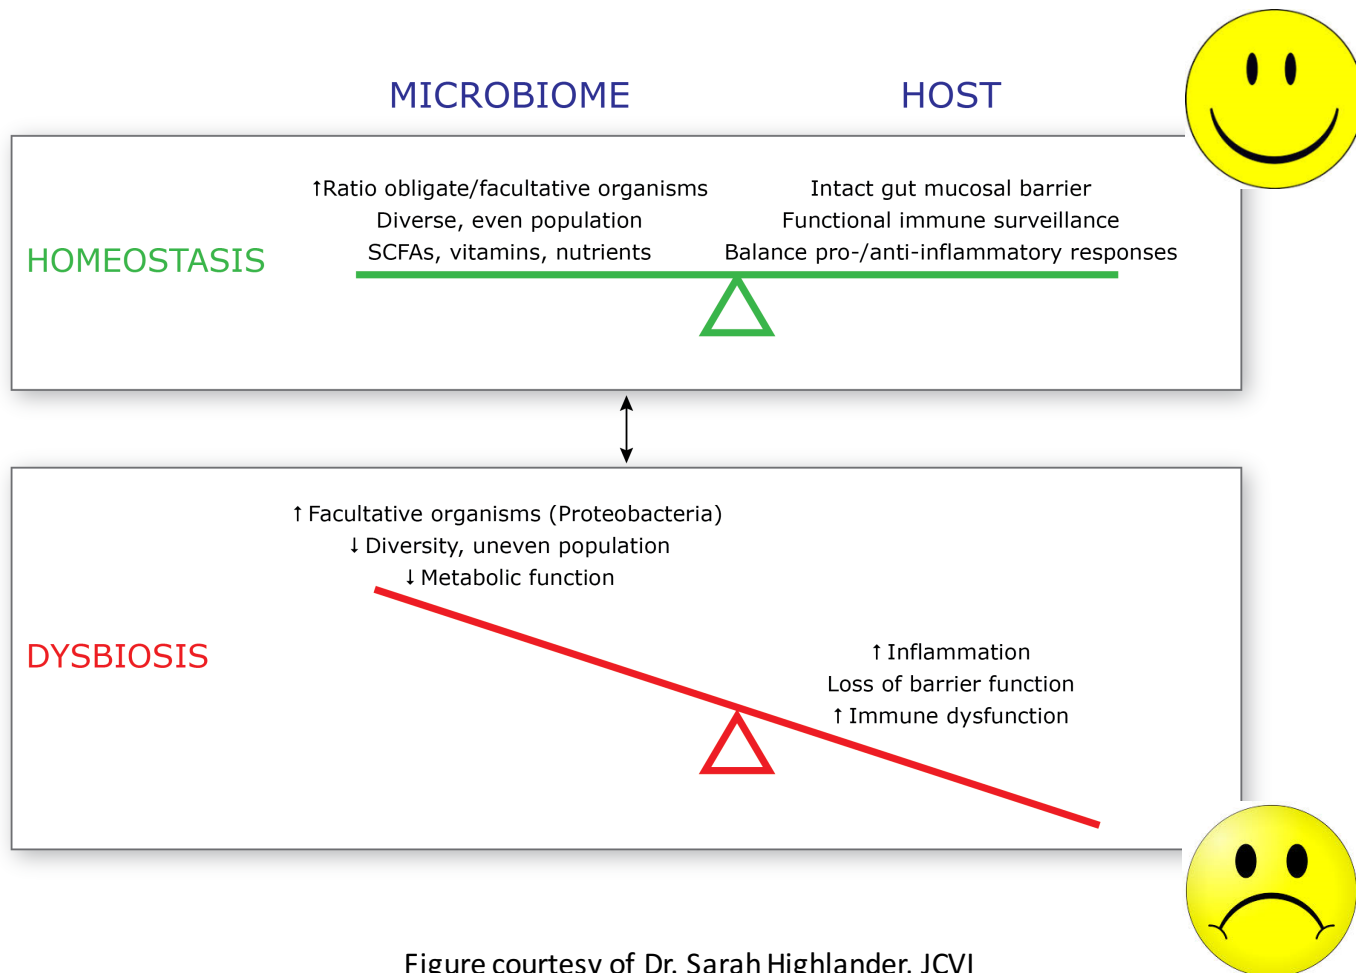 MICROBIOME HOST
HOMEOSTASIS
↑Ratio obligate/facultative organisms
Diverse, even population
SCFAs, vitamins, nutrients
Intact gut mucosal barrier
Functional immune surveillance
Balance pro-/anti-inflammatory responses
DYSBIOSIS
↑Facultative organisms (Proteobacteria)
↓Diversity, uneven population
↓Metabolic function
↑Inflammation
Loss of barrier function
↑Immune dysfunction
Figure courtesy of Dr. Sarah Highlander, JCVI